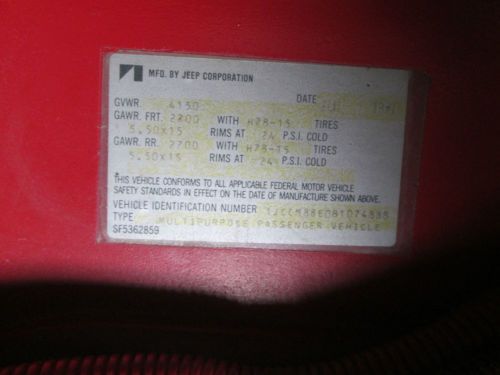 MFD. BY JEEP CORPORATION
DATE
GVWR. 4150
GAWR. FRT. 2200 WITH H78-15 TIRES
5.50X15 RIMS AT 24 P.S.I. COLD
GAWR. RR. 2700 WITH H78-15 TIRES
5.50X15 RIMS AT 24 P.S.I. COLD
THIS VEHICLE CONFORMS TO ALL APPLICABLE FEDERAL MOTOR VEHICLE
SAFETY STANDARDS IN EFFECT ON THE DATE OF MANUFACTURE SHOWN ABOVE.
VEHICLE IDENTIFICATION NUMBER
TYPE MULTIPURPOSE PASSENGER VEHICLE
SF5362859